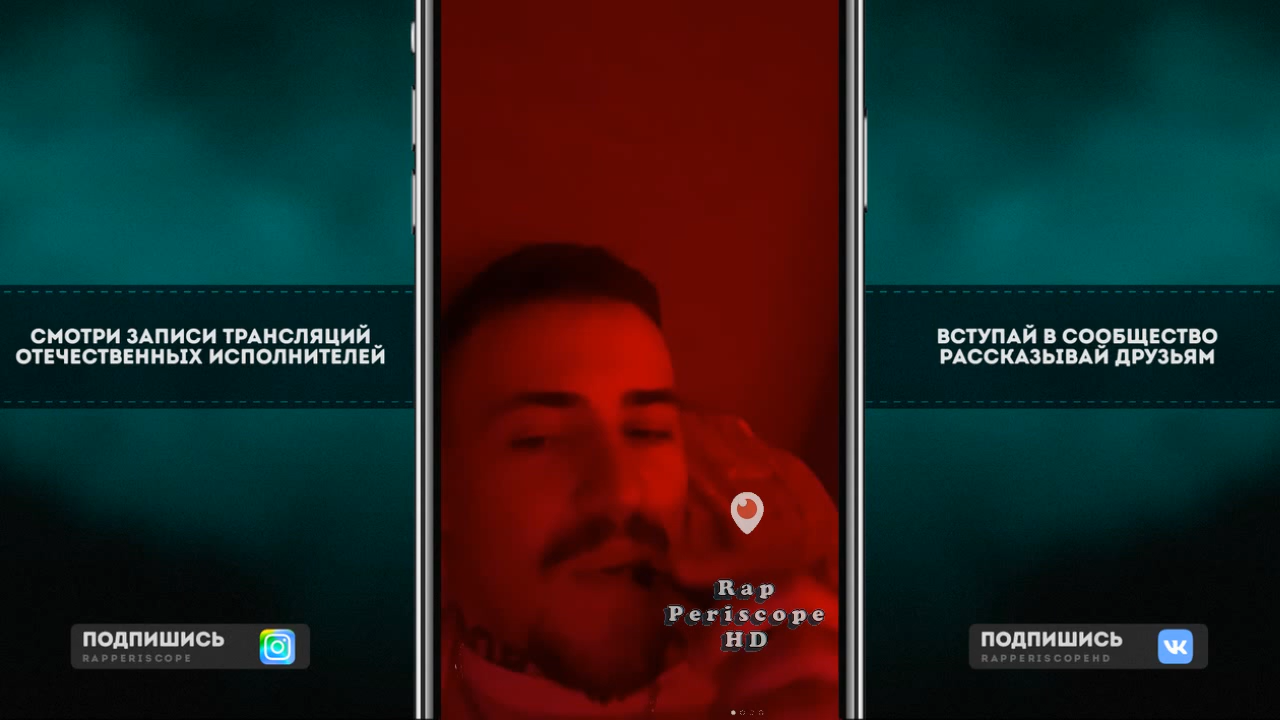 СМОТРИ ЗАПИСИ ТРАНСЛЯЦИЙ
ОТЕЧЕСТВЕННЫХ ИСПОЛНИТЕЛЕЙ
ВСТУПАЙ В СООБЩЕСТВО
РАССКАЗЫВАЙ ДРУЗЬЯМ
Rap
Periscope
HD
ПОДПИШИСЬ
RAPPERISCOPE
ПОДПИШИСЬ
RAPPERISCOPEHD